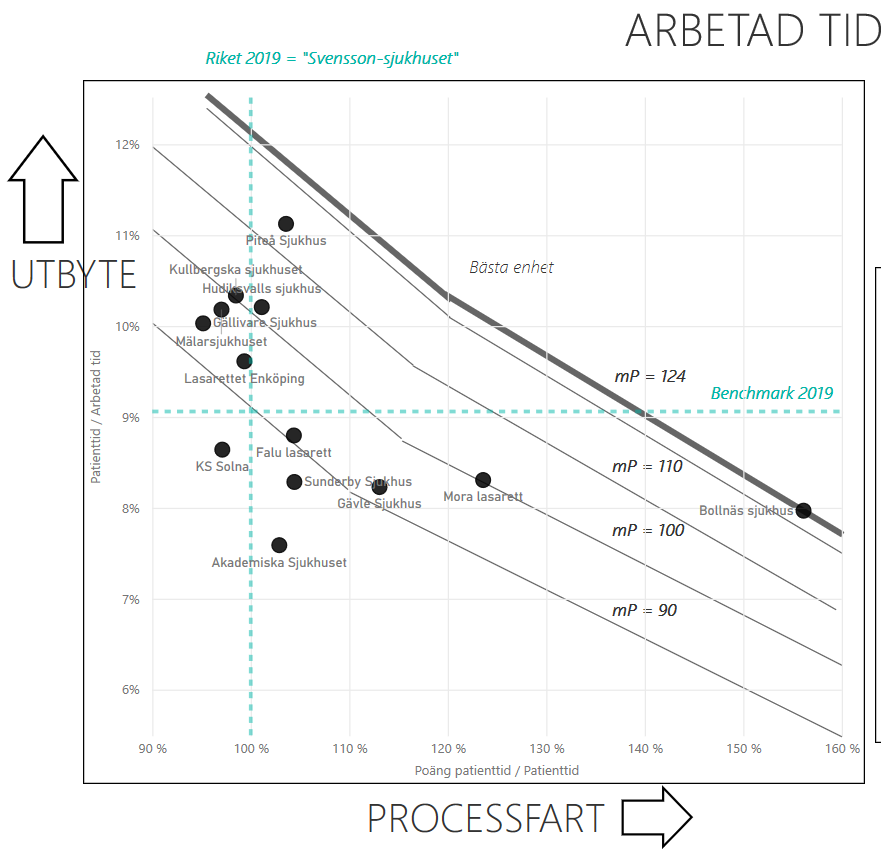 ARBETAD TID
Riket 2019 = "Svensson-sjukhuset"
12%
11%
10%
9%
8%
7%
6%
UTBYTE
Patienttid / Arbetad tid
Piteå Sjukhus
Kullbergska sjukhuset
Hudiksvalls sjukhus
Gällivare Sjukhus
Mälarsjukhuset
Lasarettet Enköping
Bästa enhet
mP = 124
Benchmark 2019
Falu lasarett
KS Solna
mP = 110
Sunderby Sjukhus
Gävle Sjukhus
Mora lasarett
Bollnäs sjukhus
mP = 100
Akademiska Sjukhuset
mP = 90
90 % 100 % 110 % 120 % 130 % 140 % 150 % 160 %
Poäng patienttid / Patienttid
PROCESSFART